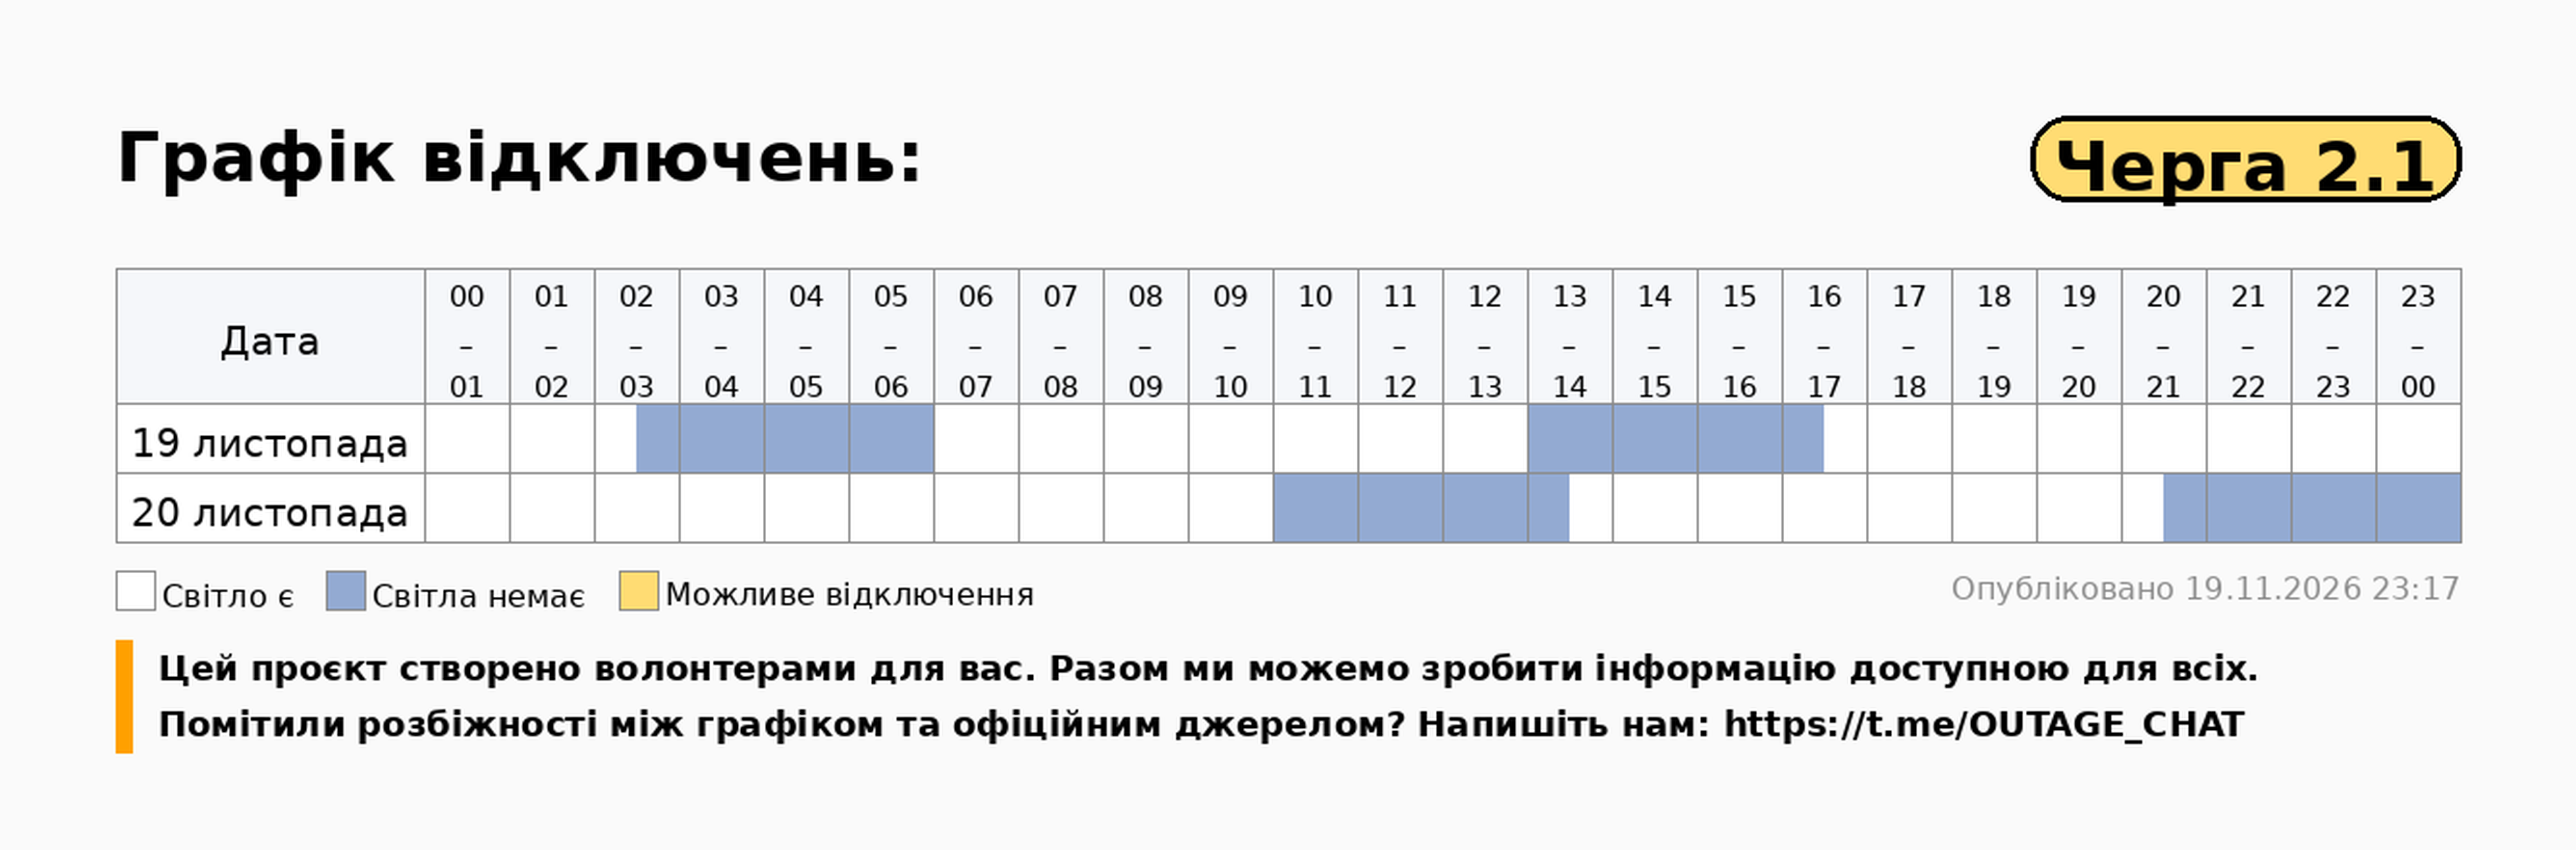 Графік відключень:
Черга 2.1
Дата
00 – 01
01 – 02
02 – 03
03 – 04
04 – 05
05 – 06
06 – 07
07 – 08
08 – 09
09 – 10
10 – 11
11 – 12
12 – 13
13 – 14
14 – 15
15 – 16
16 – 17
17 – 18
18 – 19
19 – 20
20 – 21
21 – 22
22 – 23
23 – 00
19 листопада
20 листопада
Світло є
Світла немає
Можливе відключення
Опубліковано 19.11.2026 23:17
Цей проєкт створено волонтерами для вас. Разом ми можемо зробити інформацію доступною для всіх.
Помітили розбіжності між графіком та офіційним джерелом? Напишіть нам: https://t.me/OUTAGE_CHAT